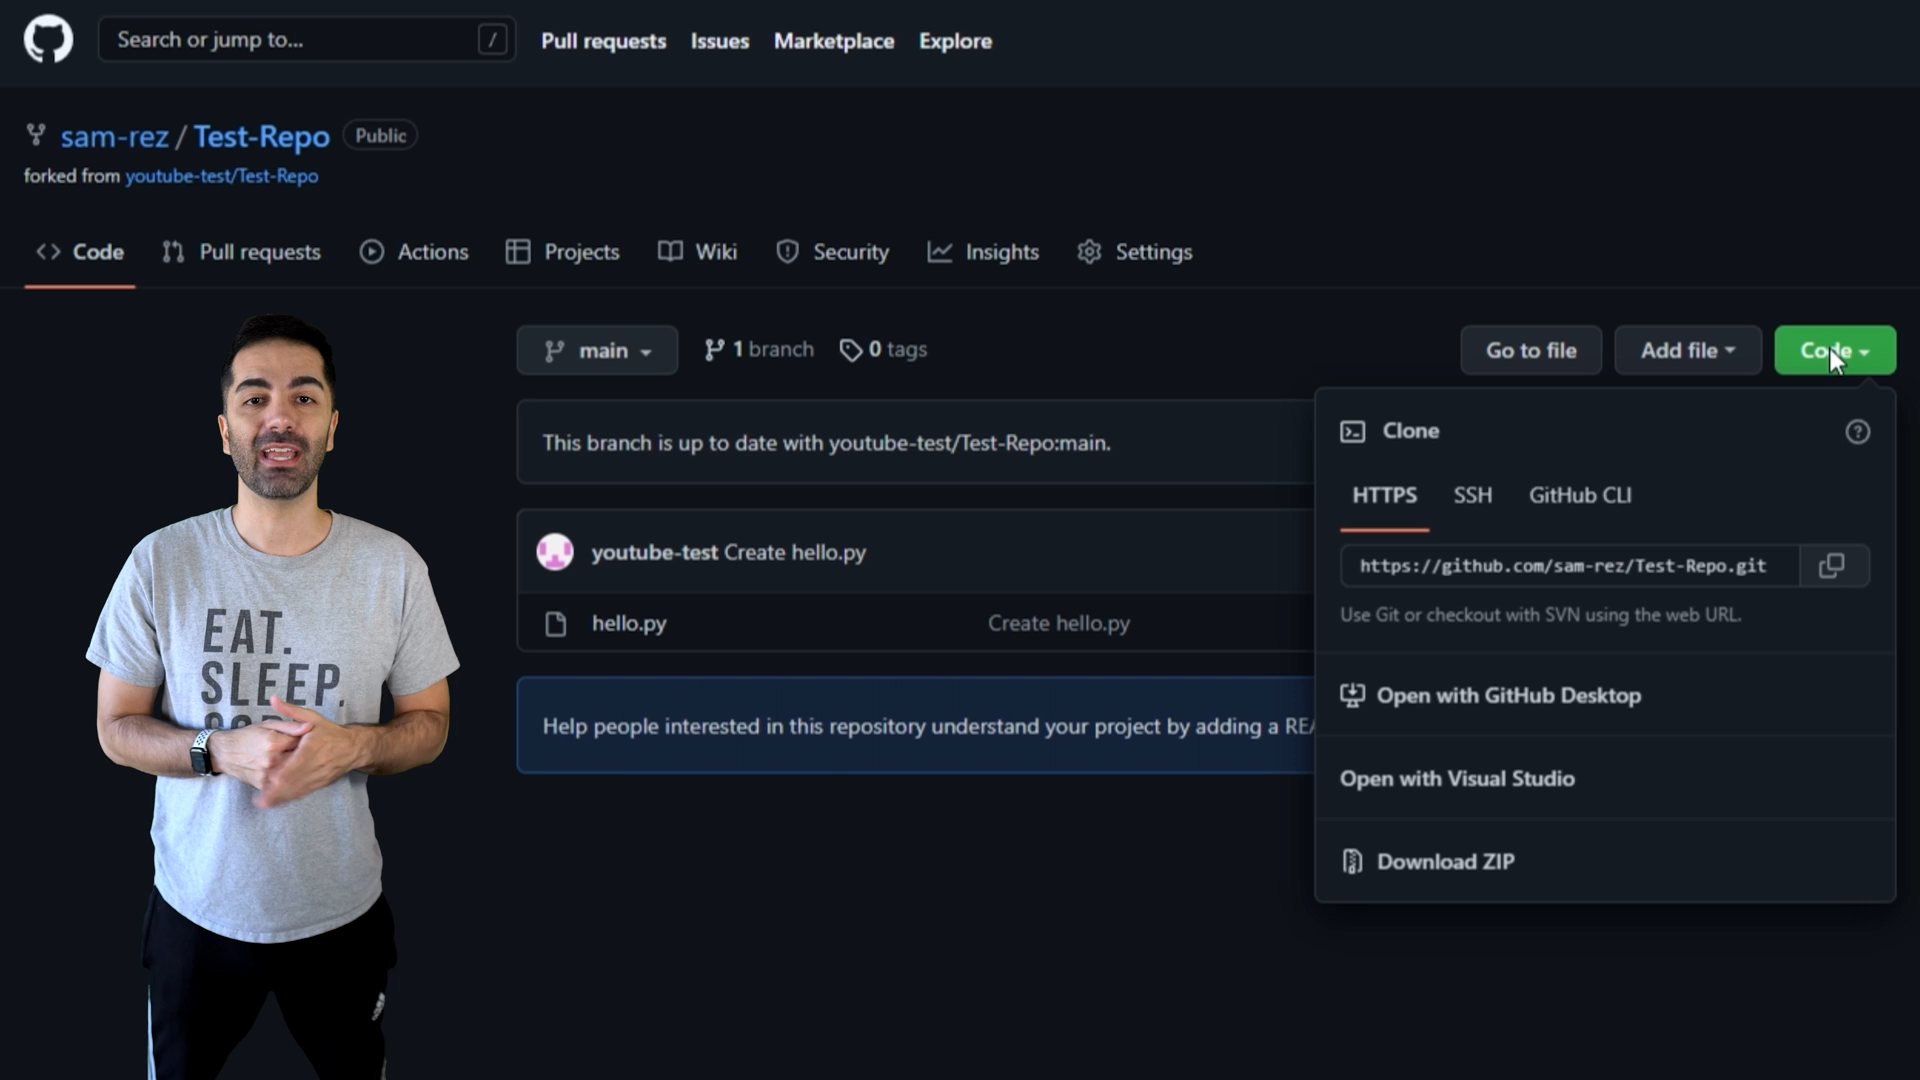 Search or jump to... /
Pull requests Issues Marketplace Explore
sam-rez / Test-Repo Public
forked from youtube-test/Test-Repo
Code Pull requests Actions Projects Wiki Security Insights Settings
main 1 branch 0 tags
Go to file Add file Code
This branch is up to date with youtube-test/Test-Repo:main.
youtube-test Create hello.py
hello.py Create hello.py
Help people interested in this repository understand your project by adding a
Clone
HTTPS SSH GitHub CLI
https://github.com/sam-rez/Test-Repo.git
Use Git or checkout with SVN using the web URL.
Open with GitHub Desktop
Open with Visual Studio
Download ZIP
EAT.
SLEEP.